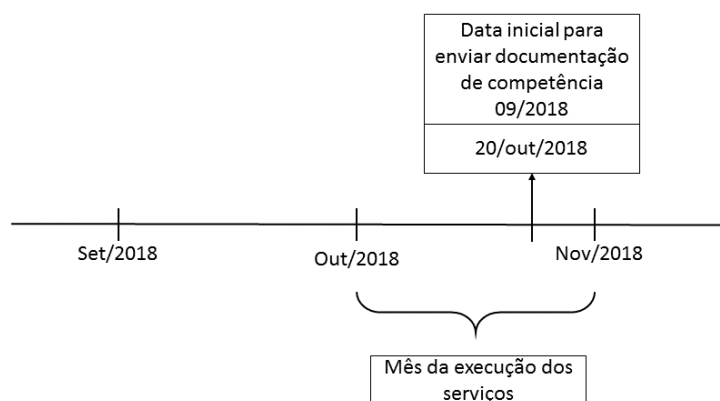 Data inicial para
enviar documentação
de competência
09/2018
20/out/2018
Set/2018
Out/2018
Nov/2018
Mês da execução dos
serviços